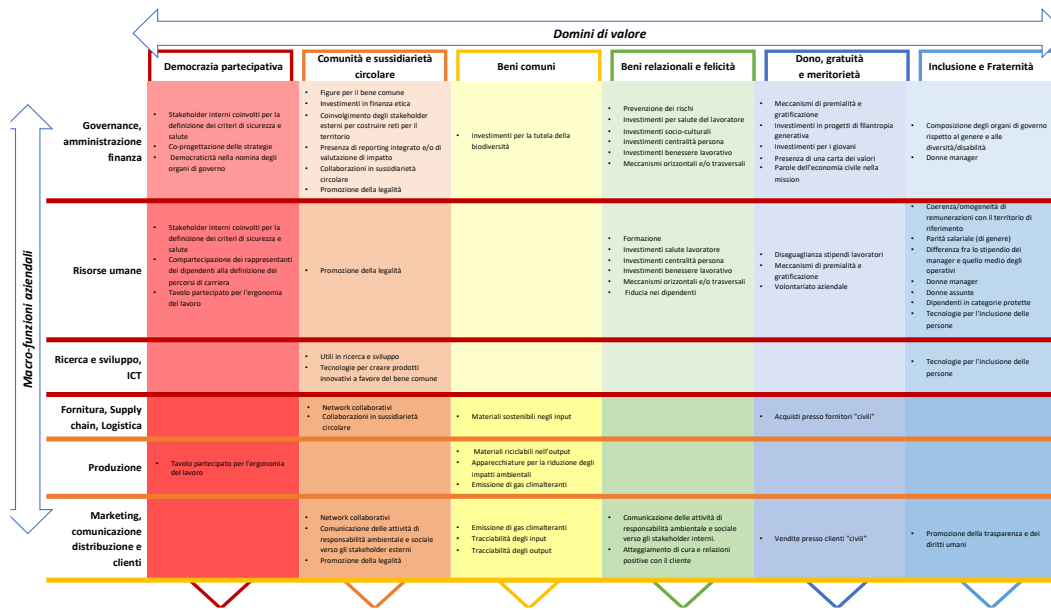 Domini di valore
Democrazia partecipativa
Comunità e sussidiarietà
circolare
Beni comuni
Beni relazionali e felicità
Dono, gratuità
e meritorietà
Inclusione e Fraternità
Macro-funzioni aziendali
Governance,
amministrazione
finanza
• Stakeholder interni coinvolti per la
definizione dei criteri di sicurezza e
salute
• Co-progettazione delle strategie
• Democraticità nella nomina degli
organi di governo
• Figure per il bene comune
• Investimenti in finanza etica
• Coinvolgimento degli stakeholder
esterni per costruire reti per il
territorio
• Presenza di reporting integrato e/o di
valutazione di impatto
• Collaborazioni in sussidiarietà
circolare
• Promozione della legalità
• Investimenti per la tutela della
biodiversità
• Prevenzione dei rischi
• Investimenti per salute del lavoratore
• Investimenti socio-culturali
• Investimenti centralità persona
• Investimenti benessere lavorativo
• Meccanismi orizzontali e/o trasversali
• Meccanismi di premialità e
gratificazione
• Investimenti in progetti di filantropia
generativa
• Investimenti per i giovani
• Presenza di una carta dei valori
• Parole dell'economia civile nella
mission
• Composizione degli organi di governo
rispetto al genere e alle
diversità/disabilità
• Donne manager
Risorse umane
• Stakeholder interni coinvolti per la
definizione dei criteri di sicurezza e
salute
• Compartecipazione dei rappresentanti
dei dipendenti alla definizione dei
percorsi di carriera
• Tavolo partecipato per l'ergonomia
del lavoro
• Promozione della legalità
• Formazione
• Investimenti salute lavoratore
• Investimenti centralità persona
• Investimenti benessere lavorativo
• Meccanismi orizzontali e/o trasversali
• Fiducia nei dipendenti
• Diseguaglianza stipendi lavoratori
• Meccanismi di premialità e
gratificazione
• Volontariato aziendale
• Coerenza/omogeneità di
remunerazioni con il territorio di
riferimento
• Parità salariale (di genere)
• Differenza fra lo stipendio dei
manager e quello medio degli
operativi
• Donne manager
• Donne assunte
• Dipendenti in categorie protette
• Tecnologie per l'inclusione delle
persone
Ricerca e sviluppo,
ICT
• Utili in ricerca e sviluppo
• Tecnologie per creare prodotti
innovativi a favore del bene comune
• Tecnologie per l'inclusione delle
persone
Fornitura, Supply
chain, Logistica
• Network collaborativi
• Collaborazioni in sussidiarietà
circolare
• Materiali sostenibili negli input
• Acquisti presso fornitori "civili"
Produzione
• Tavolo partecipato per l'ergonomia
del lavoro
• Materiali riciclabili nell'output
• Apparecchiature per la riduzione degli
impatti ambientali
• Emissione di gas climalteranti
Marketing,
comunicazione
distribuzione e
clienti
• Network collaborativi
• Comunicazione delle attività di
responsabilità ambientale e sociale
verso gli stakeholder esterni
• Promozione della legalità
• Emissione di gas climalteranti
• Tracciabilità degli input
• Tracciabilità degli output
• Comunicazione delle attività di
responsabilità ambientale e sociale
verso gli stakeholder interni.
• Atteggiamento di cura e relazioni
positive con il cliente
• Vendite presso clienti "civili"
• Promozione della trasparenza e dei
diritti umani